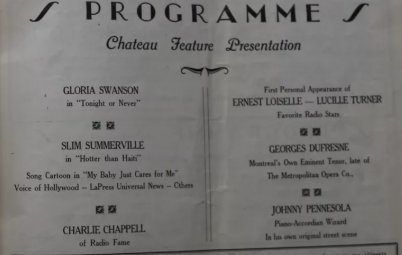 PROGRAMME
Chateau Feature Presentation
GLORIA SWANSON
in "Tonight or Never"
SLIM SUMMERVILLE
in "Hotter than Haiti"
Song Cartoon in "My Baby Just Cares for Me"
Voice of Hollywood — LaPress Universal News — Others
CHARLIE CHAPPELL
of Radio Fame
First Personal Appearance of
ERNEST LOISELLE — LUCILLE TURNER
Favorite Radio Stars
GEORGES DUFRESNE
Montreal's Own Eminent Tenor, late of
The Metropolitan Opera Co.,
JOHNNY PENNESOLA
Piano-Accordian Wizard
In his own original street scene